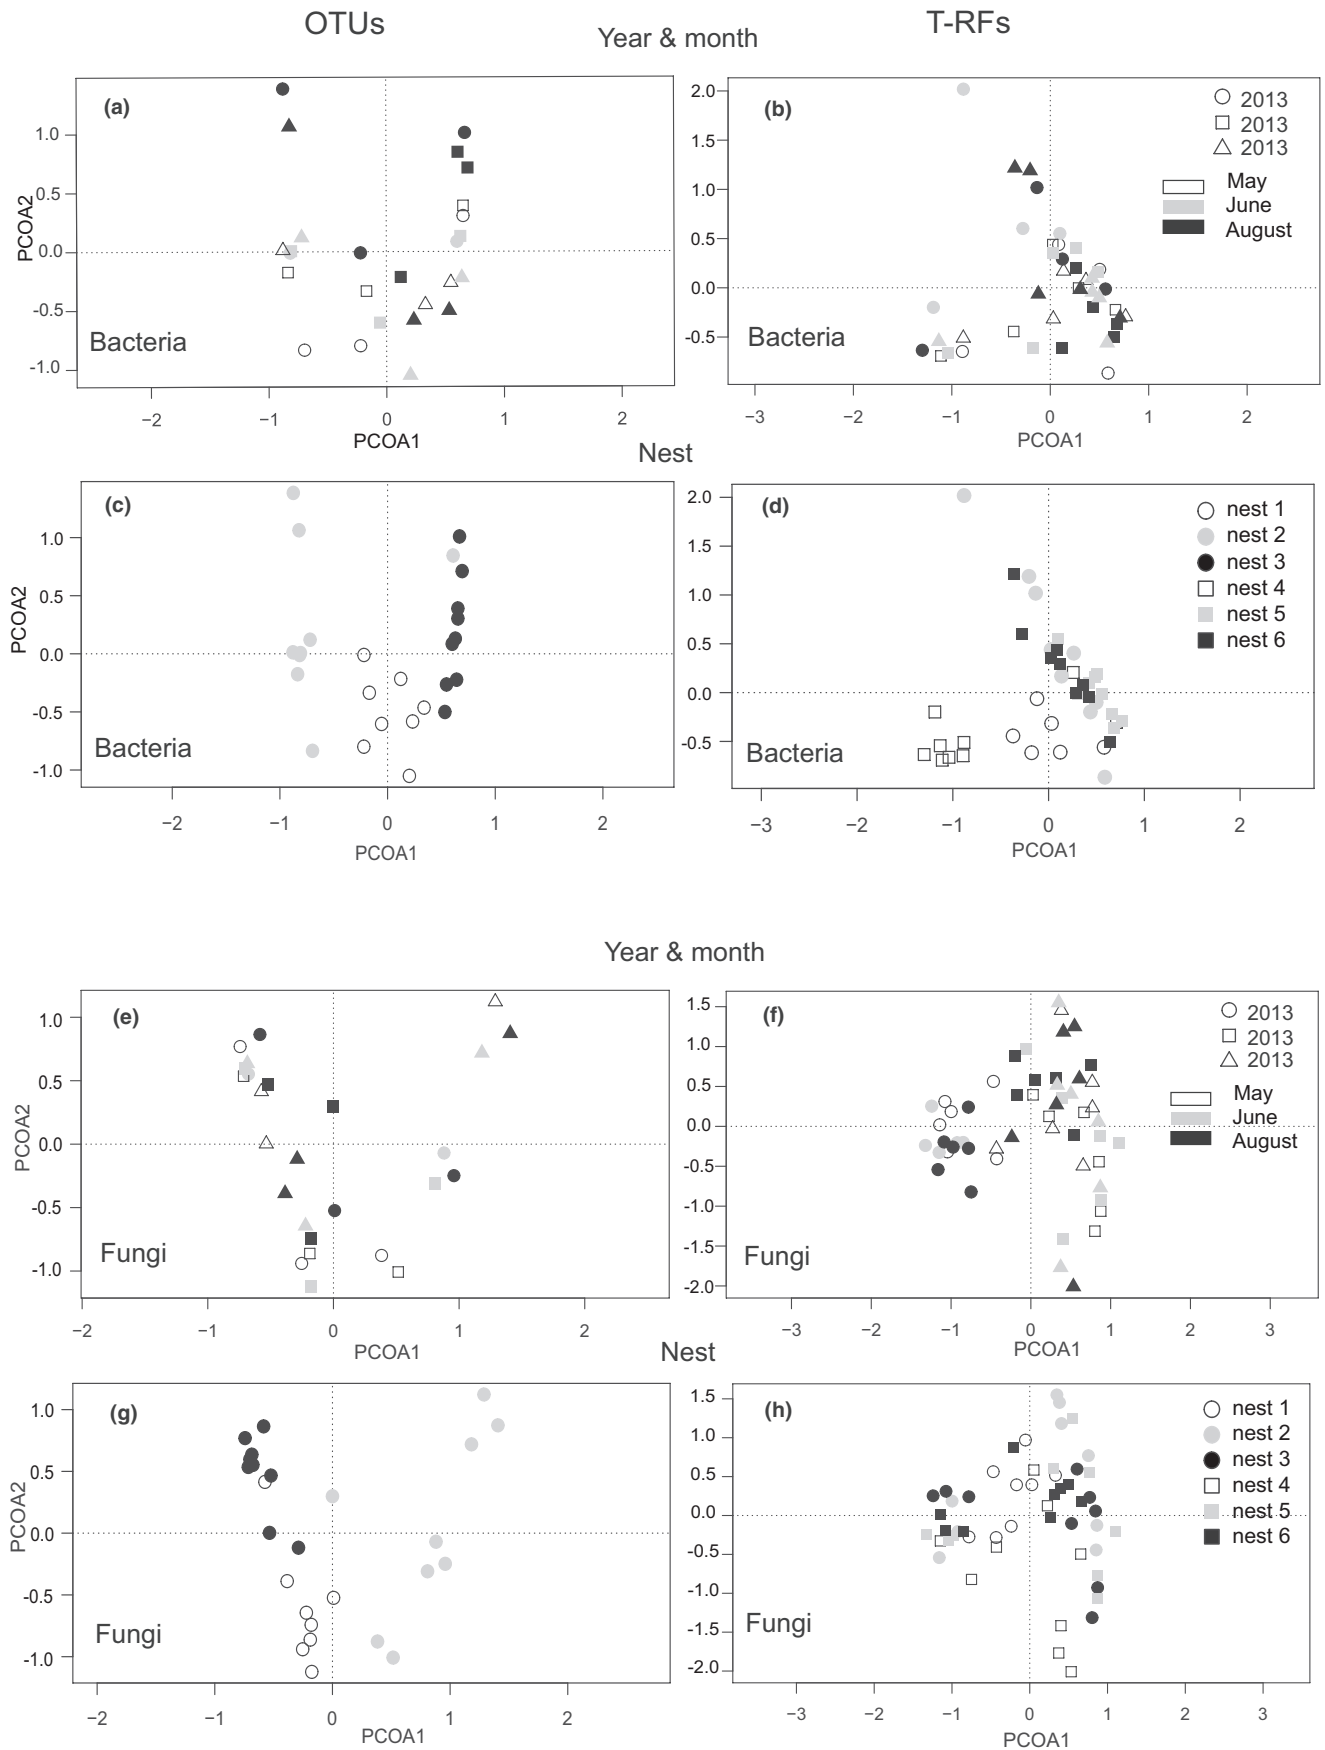 OTUs
T-RFs
Year & month
(a)
1.0
0.5
0.0
-0.5
-1.0
PCOA2
Bacteria
−2
−1
0
1
2
PCOA1
(b)
2.0
1.5
1.0
0.5
0.0
-0.5
2013
2013
2013
May
June
August
Bacteria
−3
−2
−1
0
1
2
PCOA1
Nest
(c)
1.0
0.5
0.0
-0.5
-1.0
PCOA2
Bacteria
−2
−1
0
1
2
PCOA1
(d)
2.0
1.5
1.0
0.5
0.0
-0.5
nest 1
nest 2
nest 3
nest 4
nest 5
nest 6
Bacteria
−3
−2
−1
0
1
2
PCOA1
Year & month
(e)
1.0
0.5
0.0
-0.5
-1.0
PCOA2
Fungi
−2
−1
0
1
2
PCOA1
(f)
1.5
1.0
0.5
0.0
-0.5
-1.0
-1.5
-2.0
2013
2013
2013
May
June
August
Fungi
−3
−2
−1
0
1
2
3
PCOA1
Nest
(g)
1.0
0.5
0.0
-0.5
-1.0
PCOA2
Fungi
−2
−1
0
1
2
PCOA1
(h)
1.5
1.0
0.5
0.0
-0.5
-1.0
-1.5
-2.0
nest 1
nest 2
nest 3
nest 4
nest 5
nest 6
Fungi
−3
−2
−1
0
1
2
3
PCOA1